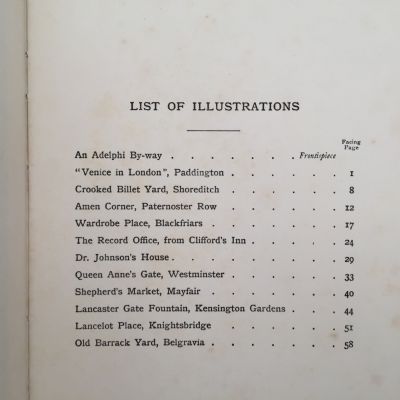 LIST OF ILLUSTRATIONS
Facing
Page
An Adelphi By-way . . . . . . Frontispiece
"Venice in London", Paddington . . . . . 1
Crooked Billet Yard, Shoreditch . . . . . 8
Amen Corner, Paternoster Row . . . . . 12
Wardrobe Place, Blackfriars . . . . . 17
The Record Office, from Clifford's Inn . . . . 24
Dr. Johnson's House . . . . . . . 29
Queen Anne's Gate, Westminster . . . . . 33
Shepherd's Market, Mayfair . . . . . 40
Lancaster Gate Fountain, Kensington Gardens . . . 44
Lancelot Place, Knightsbridge . . . . . 51
Old Barrack Yard, Belgravia . . . . . . 58